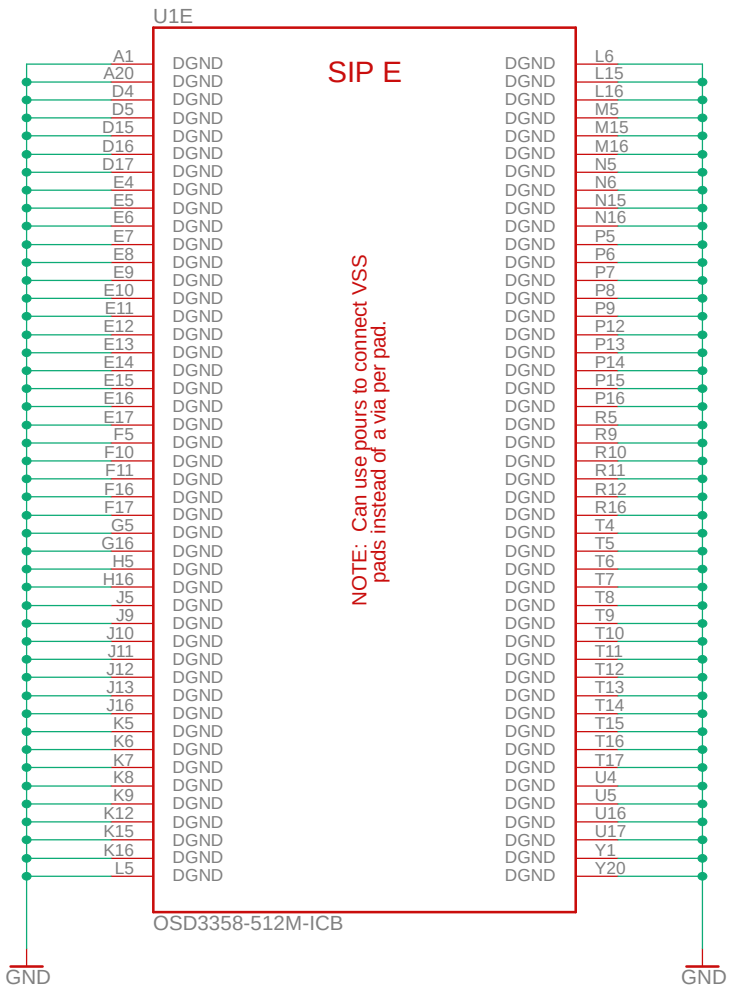 U1E
SIP E
A1 DGND DGND L6
A20 DGND DGND L15
D4 DGND DGND L16
D5 DGND DGND M5
D15 DGND DGND M15
D16 DGND DGND M16
D17 DGND DGND N5
E4 DGND DGND N6
E5 DGND DGND N15
E6 DGND DGND N16
E7 DGND DGND P5
E8 DGND DGND P6
E9 DGND DGND P7
E10 DGND DGND P8
E11 DGND DGND P9
E12 DGND DGND P12
E13 DGND DGND P13
E14 DGND DGND P14
E15 DGND DGND P15
E16 DGND DGND P16
E17 DGND DGND R5
F5 DGND DGND R9
F10 DGND DGND R10
F11 DGND DGND R11
F16 DGND DGND R12
F17 DGND DGND R16
G5 DGND DGND T4
G16 DGND DGND T5
H5 DGND DGND T6
H16 DGND DGND T7
J5 DGND DGND T8
J9 DGND DGND T9
J10 DGND DGND T10
J11 DGND DGND T11
J12 DGND DGND T12
J13 DGND DGND T13
J16 DGND DGND T14
K5 DGND DGND T15
K6 DGND DGND T16
K7 DGND DGND T17
K8 DGND DGND U4
K9 DGND DGND U5
K12 DGND DGND U16
K15 DGND DGND U17
K16 DGND DGND Y1
L5 DGND DGND Y20
NOTE: Can use pours to connect VSS
pads instead of a via per pad.
OSD3358-512M-ICB
GND GND